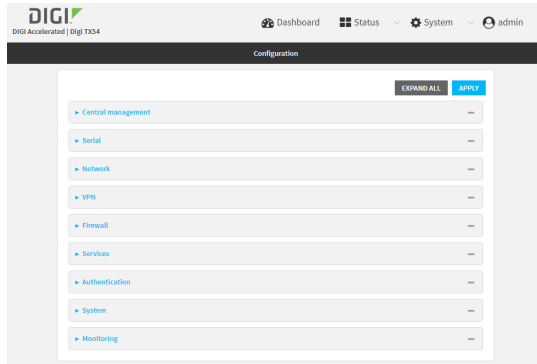 DIGI
DIGI Accelerated | Digi TX54
Dashboard Status System admin
Configuration
EXPAND ALL APPLY
Central management
Serial
Network
VPN
Firewall
Services
Authentication
System
Monitoring